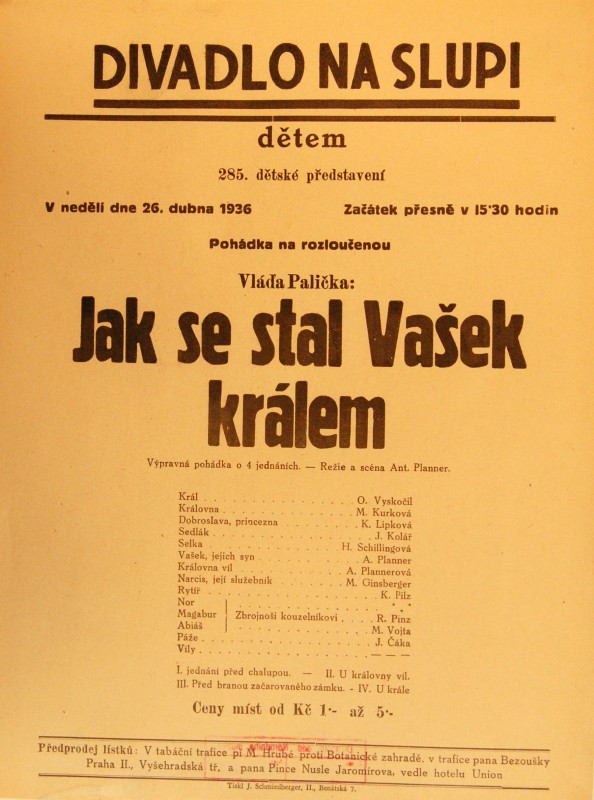 DIVADLO NA SLUPI
dětem
285. dětské představení
V neděli dne 26. dubna 1936 Začátek přesně v 15·30 hodin
Pohádka na rozloučenou
Vláďa Palička:
Jak se stal Vašek
králem
Výpravná pohádka o 4 jednáních. — Režie a scéna Ant. Planner.
Král . . . . . . . . . . . . . . . . O. Vyskočil
Královna . . . . . . . . . . . . . . M. Kurková
Dobroslava, princezna . . . . . . . . K. Lipková
Sedlák . . . . . . . . . . . . . . . J. Kolář
Selka . . . . . . . . . . . . . . H. Schillingová
Vašek, jejich syn . . . . . . . . . . A. Planner
Královna víl . . . . . . . . . . . A. Plannerová
Narcis, její služebník . . . . . . . M. Ginsberger
Rytíř . . . . . . . . . . . . . . . . K. Pilz
Nor . . . . . . . . . . . . . . . . * * *
Magabur Zbrojnoši kouzelníkovi . . . R. Pinz
Abiáš . . . . . . . . . . . . . . . M. Vojta
Páže . . . . . . . . . . . . . . . . J. Čáka
Víly . . . . . . . . . . . . . . . — — —
I. jednání před chalupou. — II. U královny víl.
III. Před branou začarovaného zámku. - IV. U krále
Ceny míst od Kč 1·- až 5·-
Předprodej lístků: V tabáční trafice pí M. Hrubé proti Botanické zahradě, v trafice pana Bezoušky
Praha II., Vyšehradská tř. a pana Pince Nusle Jaromírova, vedle hotelu Union
Tiskl J. Schmiedberger, II., Benátská 7.